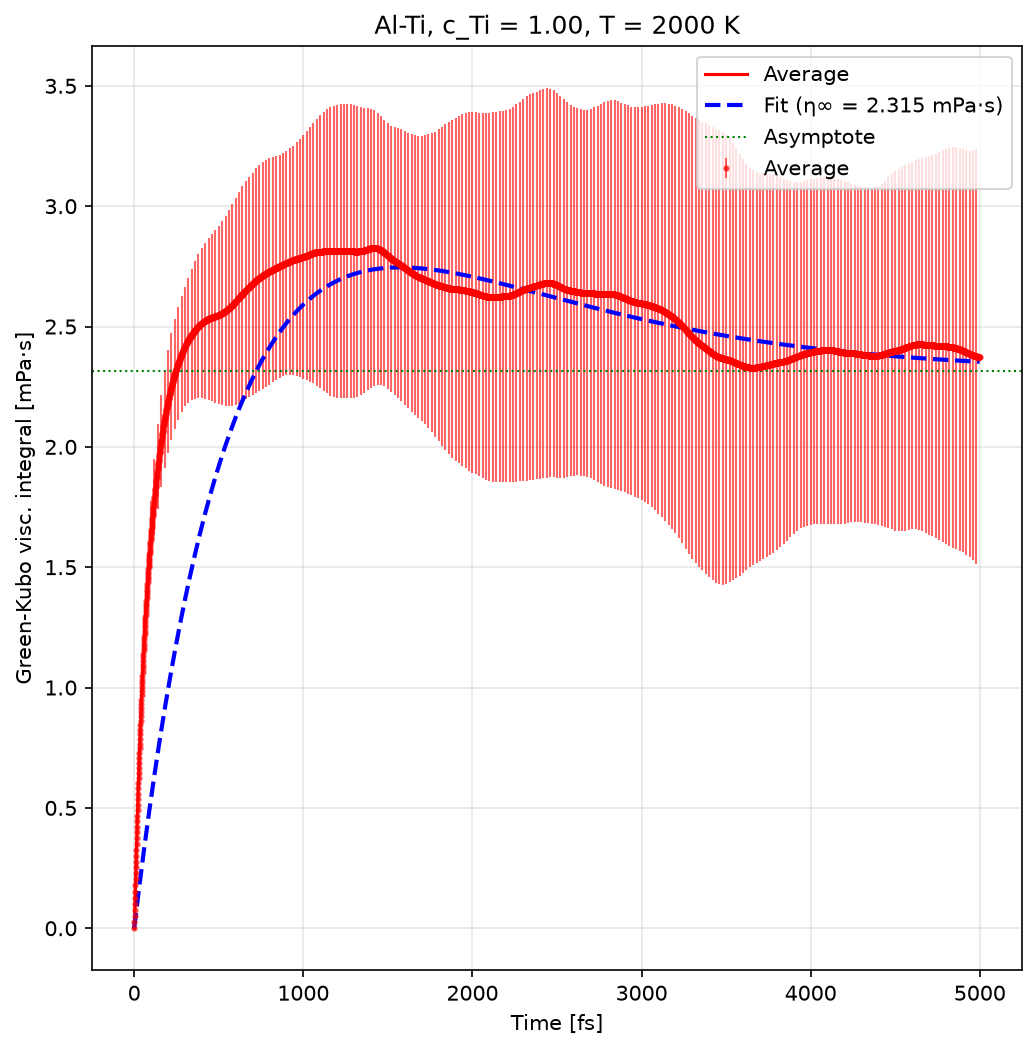 Al-Ti, c_Ti = 1.00, T = 2000 K
Average
Fit (η∞ = 2.315 mPa·s)
Asymptote
Average
Green-Kubo visc. integral [mPa·s]
3.5
3.0
2.5
2.0
1.5
1.0
0.5
0.0
0 1000 2000 3000 4000 5000
Time [fs]